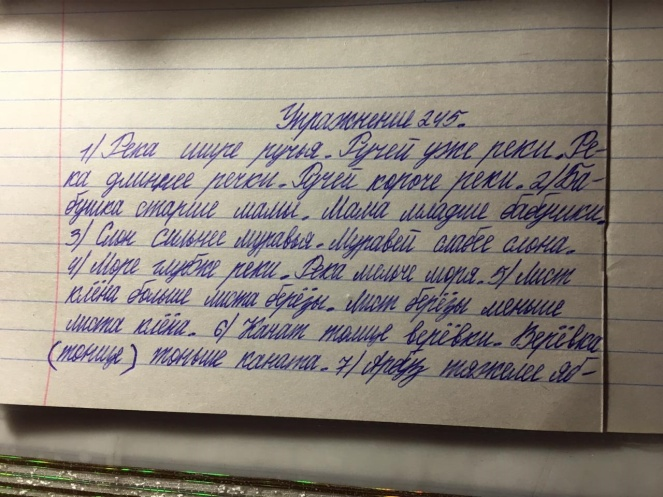 Упражнение 245.
1) Река шире ручья. Ручей уже реки. Ре-
ка длиннее речки. Ручей короче реки. 2) Ба-
бушка старше мамы. Мама младше бабушки.
3) Слон сильнее муравья. Муравей слабее слона.
4) Море глубже реки. Река мельче моря. 5) Лист
клёна больше листа берёзы. Лист берёзы меньше
листа клёна. 6) Канат толще верёвки. Верёвка
(тонще) тоньше каната. 7) Арбуз тяжелее яб-